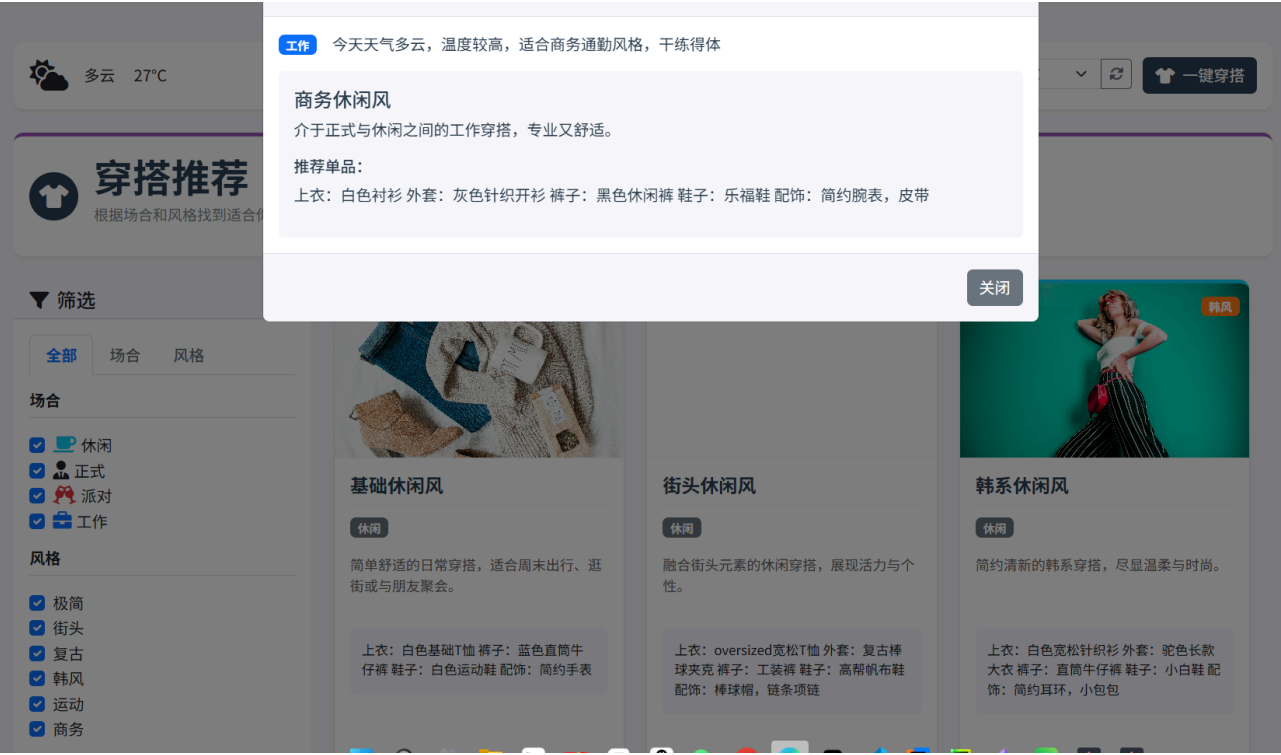 工作 今天天气多云，温度较高，适合商务通勤风格，干练得体
多云 27°C
一键穿搭
商务休闲风
介于正式与休闲之间的工作穿搭，专业又舒适。
推荐单品：
上衣：白色衬衫 外套：灰色针织开衫 裤子：黑色休闲裤 鞋子：乐福鞋 配饰：简约腕表，皮带
关闭
穿搭推荐
根据场合和风格找到适合
筛选
全部 场合 风格
场合
休闲
正式
派对
工作
风格
极简
街头
复古
韩风
运动
商务
基础休闲风
休闲
简单舒适的日常穿搭，适合周末出行、逛
街或与朋友聚会。
上衣：白色基础T恤 裤子：蓝色直筒牛
仔裤 鞋子：白色运动鞋 配饰：简约手表
街头休闲风
休闲
融合街头元素的休闲穿搭，展现活力与个
性。
上衣：oversized宽松T恤 外套：复古棒
球夹克 裤子：工装裤 鞋子：高帮帆布鞋
配饰：棒球帽，链条项链
韩风
韩系休闲风
休闲
简约清新的韩系穿搭，尽显温柔与时尚。
上衣：白色宽松针织衫 外套：驼色长款
大衣 裤子：直筒牛仔裤 鞋子：小白鞋 配
饰：简约耳环，小包包